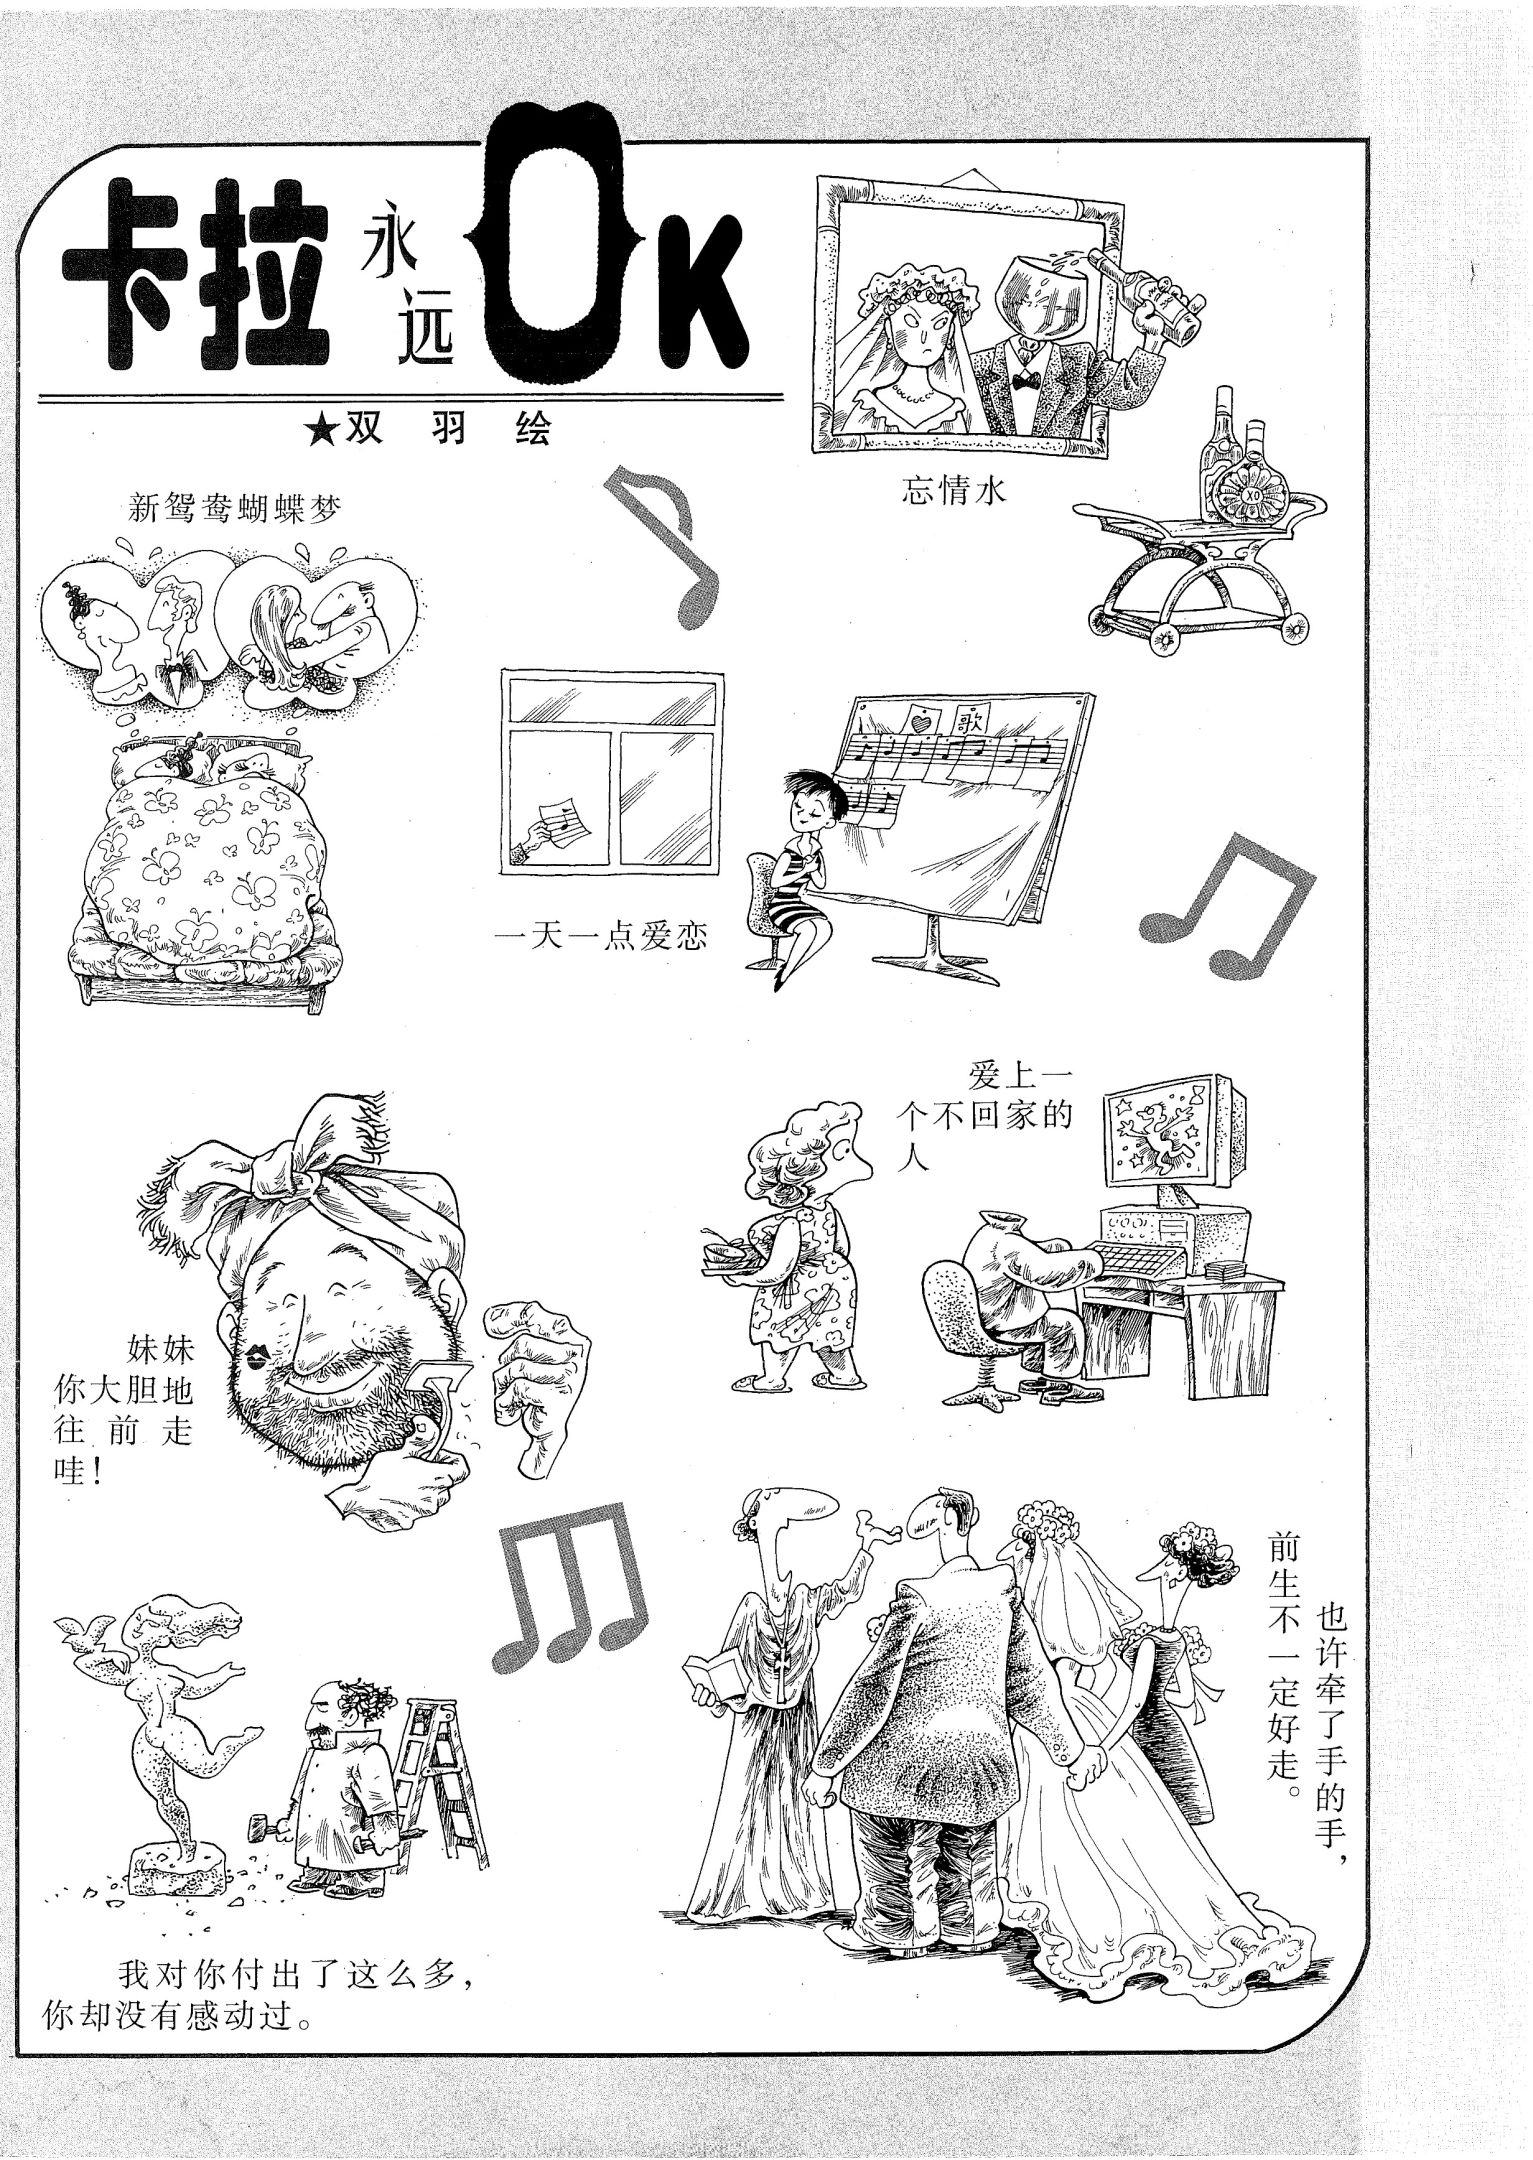 卡拉永远OK
★双羽绘
忘情水
XO
新鸳鸯蝴蝶梦
歌
一天一点爱恋
爱上一
个不回家的
人
妹妹
你大胆地
往前走
哇！
也许牵了手的手，
前生不一定好走。
我对你付出了这么多，
你却没有感动过。